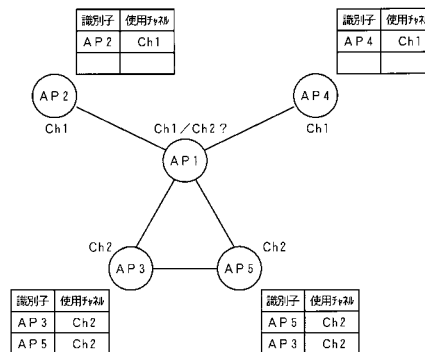 識別子 使用ﾁｬﾈﾙ
AP2 Ch1
識別子 使用ﾁｬﾈﾙ
AP4 Ch1
AP2
Ch1
AP4
Ch1
Ch1/Ch2?
AP1
Ch2
AP3
Ch2
AP5
識別子 使用ﾁｬﾈﾙ
AP3 Ch2
AP5 Ch2
識別子 使用ﾁｬﾈﾙ
AP5 Ch2
AP3 Ch2